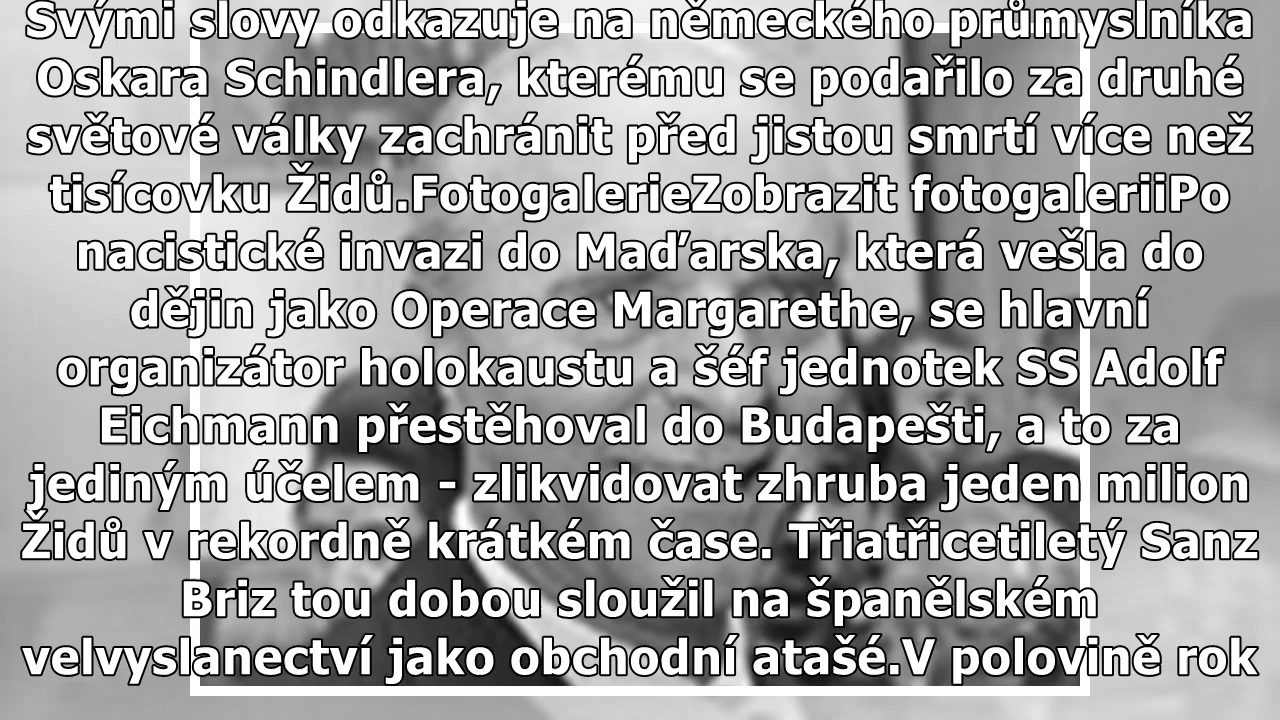 Svými slovy odkazuje na německého průmyslníka
Oskara Schindlera, kterému se podařilo za druhé
světové války zachránit před jistou smrtí více než
tisícovku Židů.FotogalerieZobrazit fotogaleriiPo
nacistické invazi do Maďarska, která vešla do
dějin jako Operace Margarethe, se hlavní
organizátor holokaustu a šéf jednotek SS Adolf
Eichmann přestěhoval do Budapešti, a to za
jediným účelem - zlikvidovat zhruba jeden milion
Židů v rekordně krátkém čase. Třiatřicetiletý Sanz
Briz tou dobou sloužil na španělském
velvyslanectví jako obchodní atašé.V polovině rok